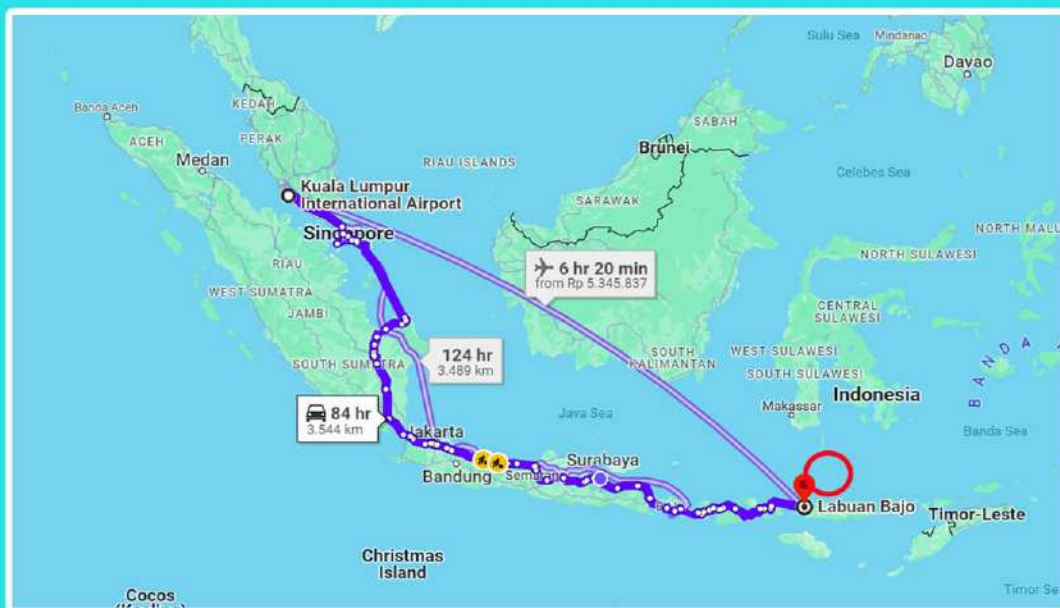 Sulu Sea
Mindanao
Davao
Banda Aceh
KEDAH
ACEH
PERAK
SABAH
Medan
Brunei
RIAU ISLANDS
Celebes Sea
Kuala Lumpur
International Airport
SARAWAK
Singapore
NORTH MALU
NORTH SULAWESI
RIAU
6 hr 20 min
from Rp 5.345.837
WEST SUMATRA
CENTRAL
SULAWESI
JAMBI
124 hr
3.489 km
SOUTH
KALIMANTAN
WEST SULAWESI
SOUTH SUMATRA
SOUTH SULAWESI
BANDA
Indonesia
84 hr
3.544 km
Makassar
Java Sea
Banda Sea
Jakarta
Surabaya
Bandung
Semarang
Labuan Bajo
Timor-Leste
Christmas
Island
Timor Se
Cocos